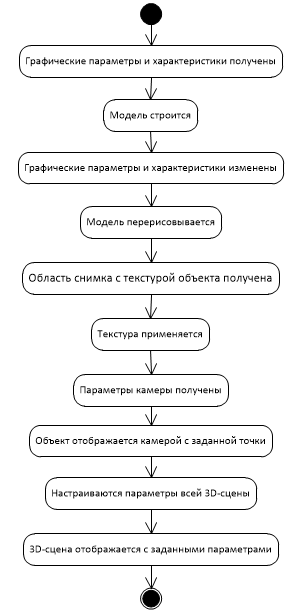 Графические параметры и характеристики получены
Модель строится
Графические параметры и характеристики изменены
Модель перерисовывается
Область снимка с текстурой объекта получена
Текстура применяется
Параметры камеры получены
Объект отображается камерой с заданной точки
Настраиваются параметры всей 3D-сцены
3D-сцена отображается с заданными параметрами